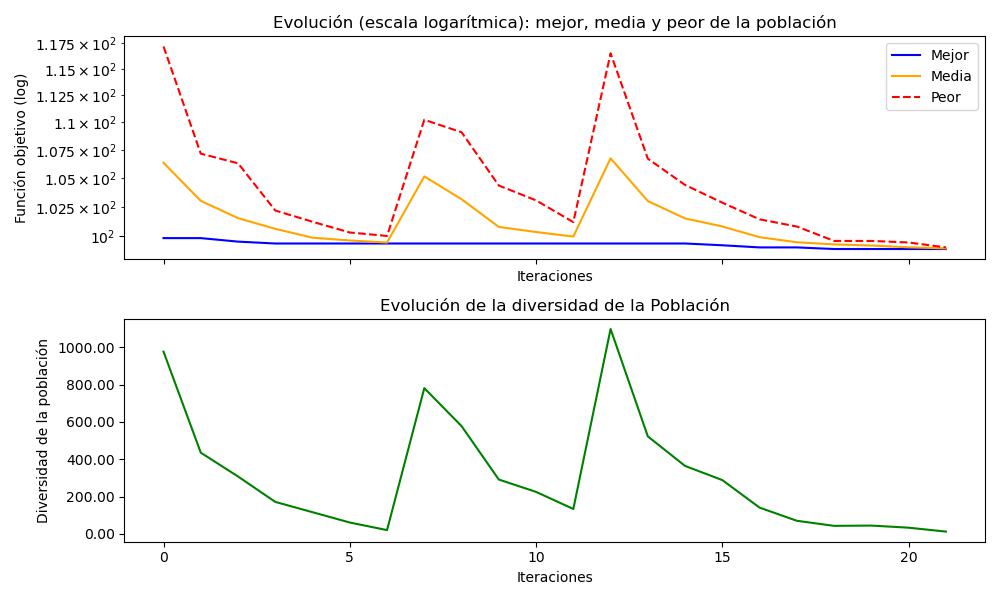 Evolución (escala logarítmica): mejor, media y peor de la población
Función objetivo (log)
1.175 × 10²
1.15 × 10²
1.125 × 10²
1.1 × 10²
1.075 × 10²
1.05 × 10²
1.025 × 10²
10²
Mejor
Media
Peor
Iteraciones
Evolución de la diversidad de la Población
Diversidad de la población
1000.00
800.00
600.00
400.00
200.00
0.00
0 5 10 15 20
Iteraciones